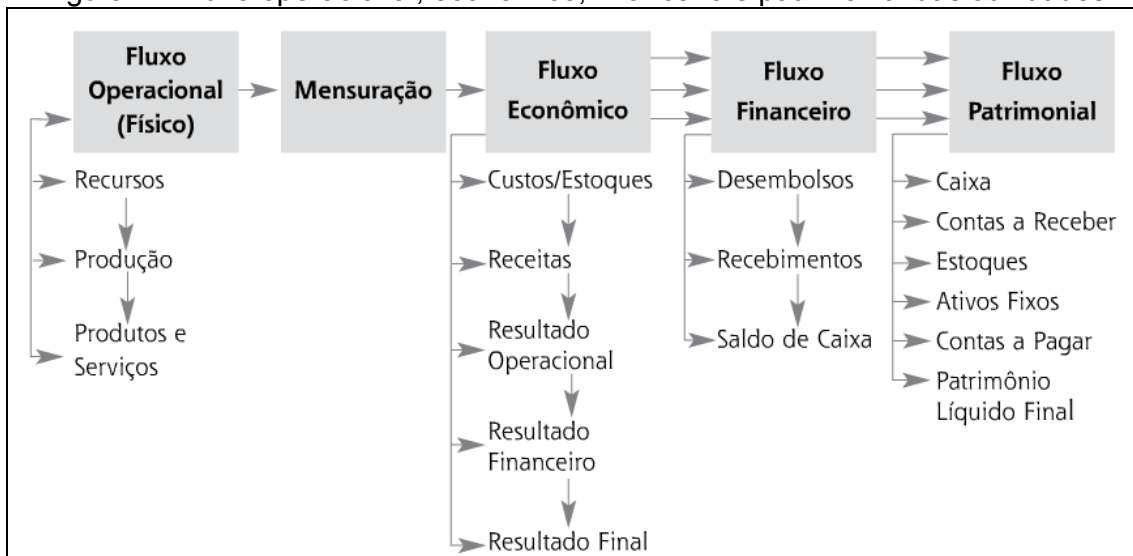 Fluxo
Operacional
(Físico)
Mensuração
Fluxo
Econômico
Fluxo
Financeiro
Fluxo
Patrimonial
Recursos
Produção
Produtos e
Serviços
Custos/Estoques
Receitas
Resultado
Operacional
Resultado
Financeiro
Resultado Final
Desembolsos
Recebimentos
Saldo de Caixa
Caixa
Contas a Receber
Estoques
Ativos Fixos
Contas a Pagar
Patrimônio
Líquido Final